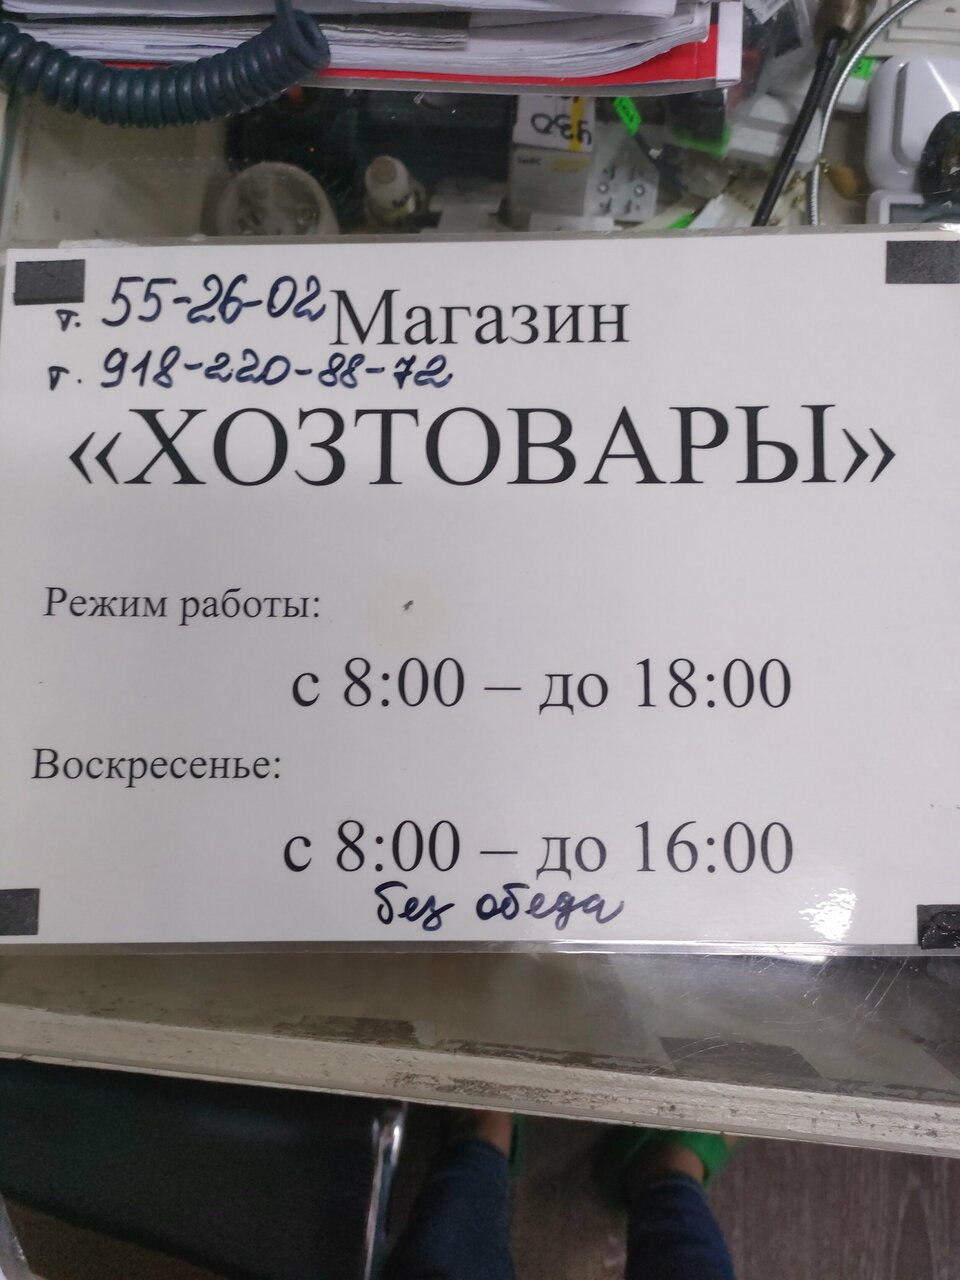 т. 55-26-02
Магазин
т. 918-220-88-72
«ХОЗТОВАРЫ»
Режим работы:
с 8:00 – до 18:00
Воскресенье:
с 8:00 – до 16:00
без обеда